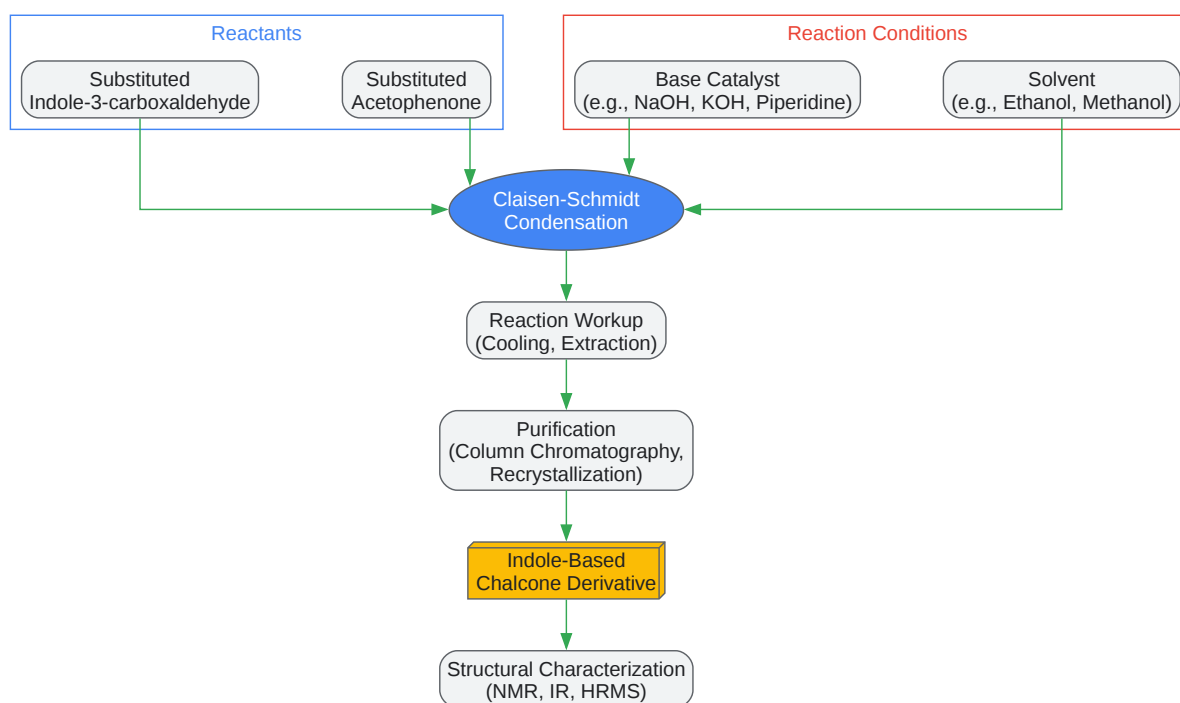 Reactants
Reaction Conditions
Substituted
Indole-3-carboxaldehyde
Substituted
Acetophenone
Base Catalyst
(e.g., NaOH, KOH, Piperidine)
Solvent
(e.g., Ethanol, Methanol)
Claisen-Schmidt
Condensation
Reaction Workup
(Cooling, Extraction)
Purification
(Column Chromatography,
Recrystallization)
Indole-Based
Chalcone Derivative
Structural Characterization
(NMR, IR, HRMS)